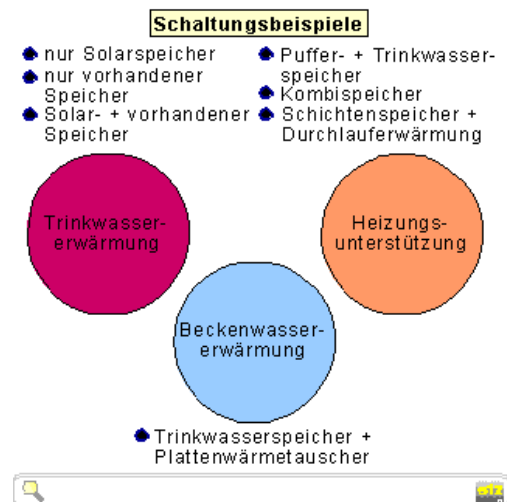 Schaltungsbeispiele
nur Solarspeicher
nur vorhandener
Speicher
Solar- + vorhandener
Speicher
Puffer- + Trinkwasser-
speicher
Kombispeicher
Schichtenspeicher +
Durchlauferwärmung
Trinkwasser-
erwärmung
Heizungs-
unterstützung
Beckenwasser-
erwärmung
Trinkwasserspeicher +
Plattenwärmetauscher